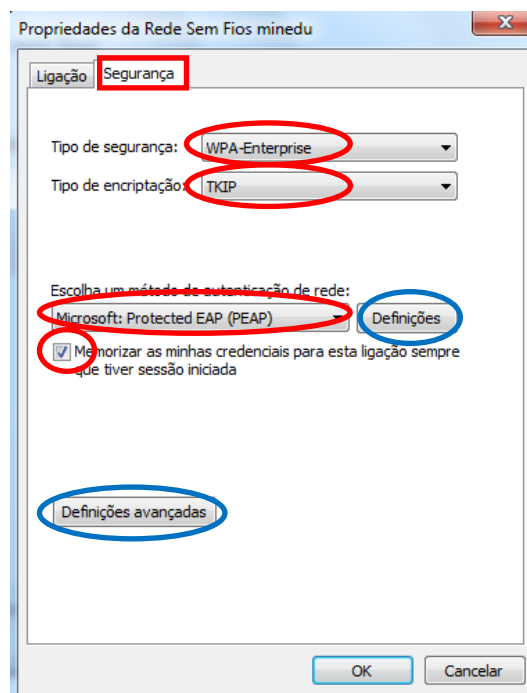 Propriedades da Rede Sem Fios minedu
Ligação
Segurança
Tipo de segurança: WPA-Enterprise
Tipo de encriptação: TKIP
Escolha um método de autenticação de rede:
Microsoft: Protected EAP (PEAP)
Definições
Memorizar as minhas credenciais para esta ligação sempre
que tiver sessão iniciada
Definições avançadas
OK
Cancelar